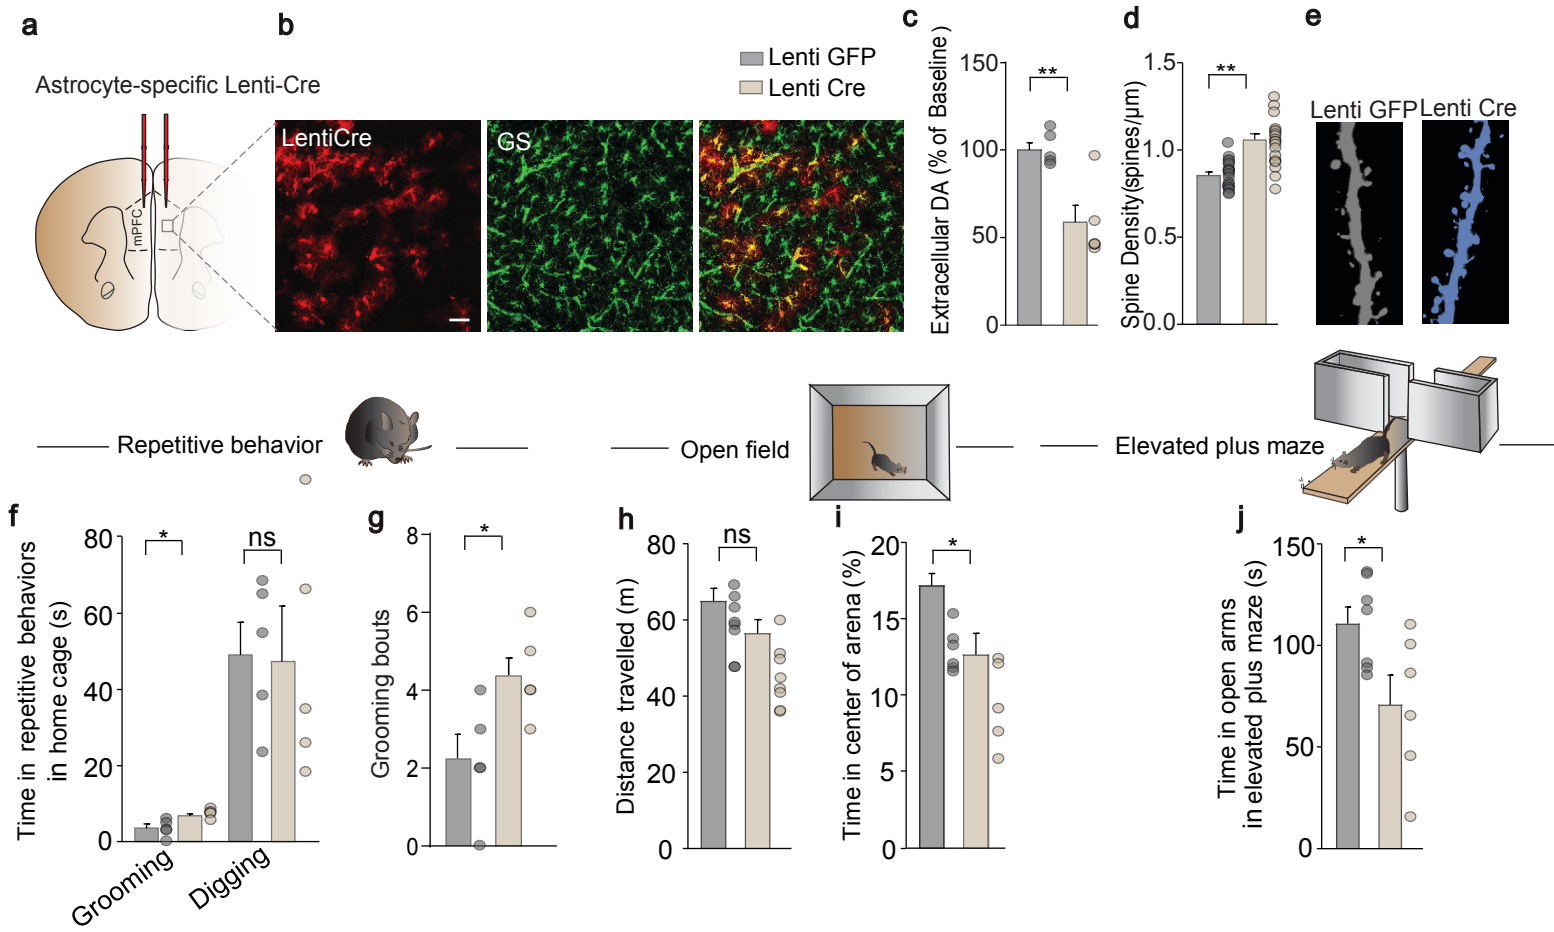 a
b
c
d
e
Lenti GFP
Lenti Cre
Astrocyte-specific Lenti-Cre
mPFC
LentiCre
GS
Extracellular DA (% of Baseline)
150
100
50
0
**
Spine Density(spines/µm)
1.5
1.0
0.5
0.0
**
Lenti GFP
Lenti Cre
Repetitive behavior
Open field
Elevated plus maze
f
Time in repetitive behaviors
in home cage (s)
80
60
40
20
0
*
ns
Grooming
Digging
g
Grooming bouts
8
6
4
2
0
*
h
Distance travelled (m)
80
60
40
20
0
ns
i
Time in center of arena (%)
20
15
10
5
0
*
j
Time in open arms
in elevated plus maze (s)
150
100
50
0
*